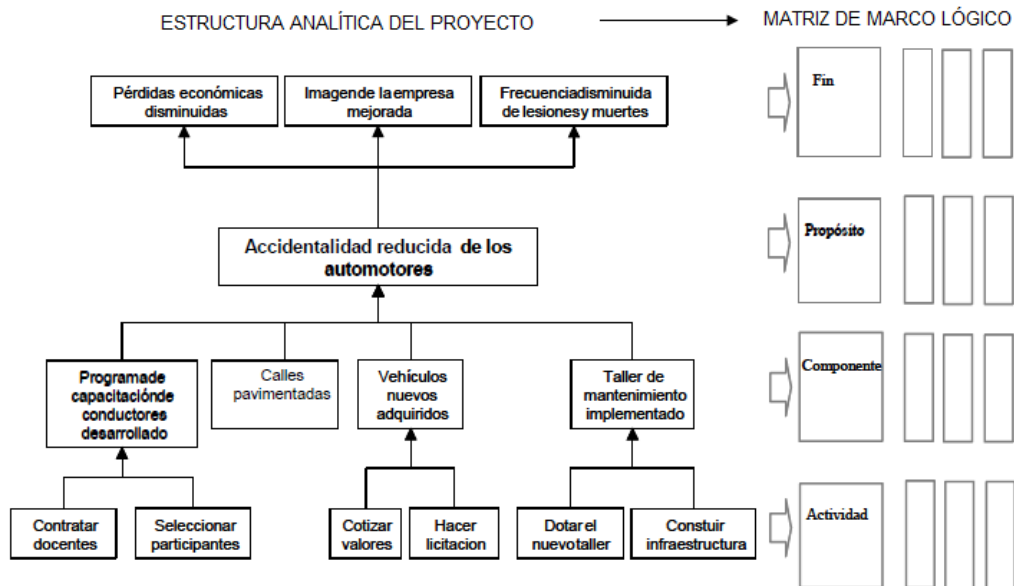 ESTRUCTURA ANALÍTICA DEL PROYECTO
MATRIZ DE MARCO LÓGICO
Pérdidas económicas
disminuidas
Imagende la empresa
mejorada
Frecuenciadisminuida
de lesionesy muertes
Fin
Accidentalidad reducida de los
automotores
Propósito
Programade
capacitaciónde
conductores
desarrollado
Calles
pavimentadas
Vehículos
nuevos
adquiridos
Taller de
mantenimiento
implementado
Componente
Contratar
docentes
Seleccionar
participantes
Cotizar
valores
Hacer
licitacion
Dotar el
nuevotaller
Constuir
infraestructura
Actividad